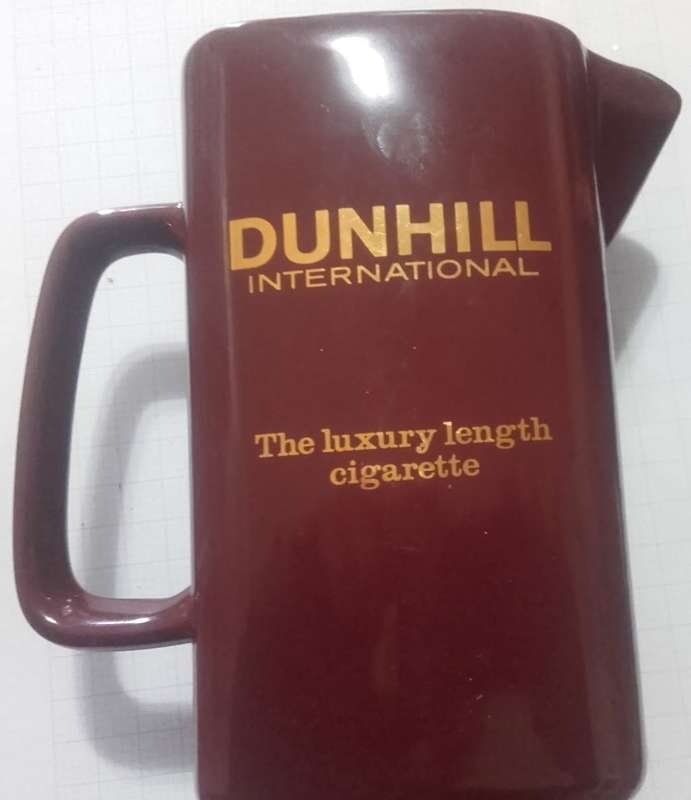 DUNHILL
INTERNATIONAL
The luxury length
cigarette